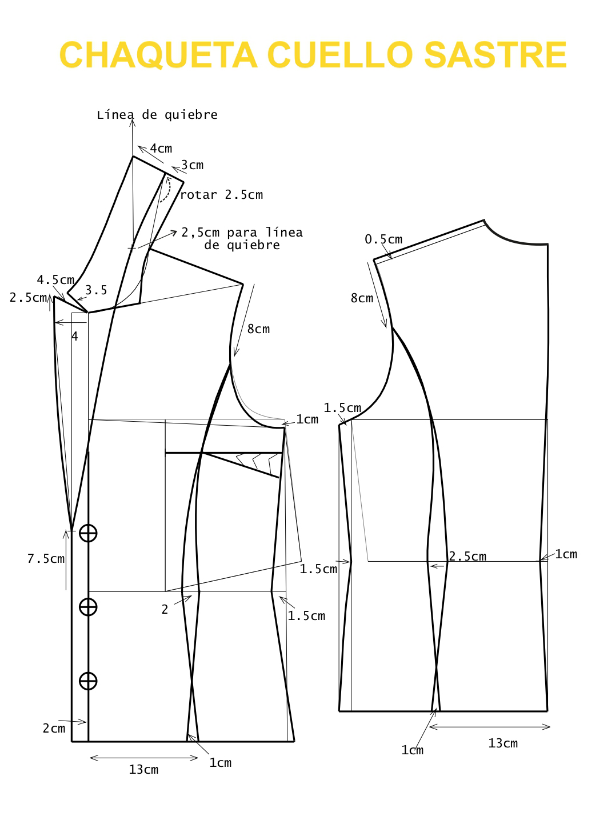 CHAQUETA CUELLO SASTRE
Línea de quiebre
4cm
3cm
rotar 2.5cm
2,5cm para línea
de quiebre
4.5cm
3.5
2.5cm
4
8cm
1cm
7.5cm
2
1.5cm
2cm
13cm
1cm
0.5cm
8cm
1.5cm
1.5cm
2.5cm
1cm
1cm
13cm